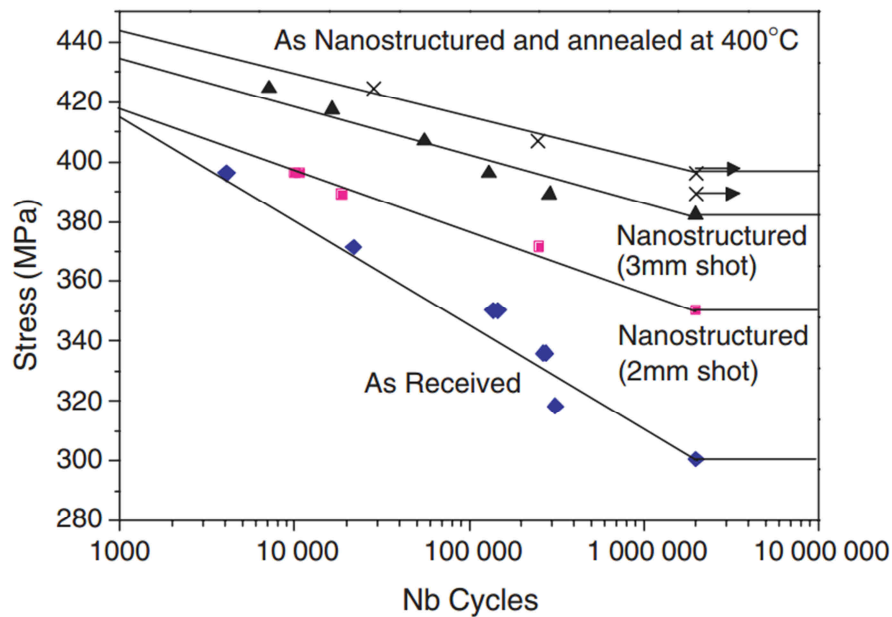 As Nanostructured and annealed at 400°C
440
420
400
380
360
340
320
300
280
Stress (MPa)
Nanostructured
(3mm shot)
Nanostructured
(2mm shot)
As Received
1000
10 000
100 000
1 000 000
10 000 000
Nb Cycles